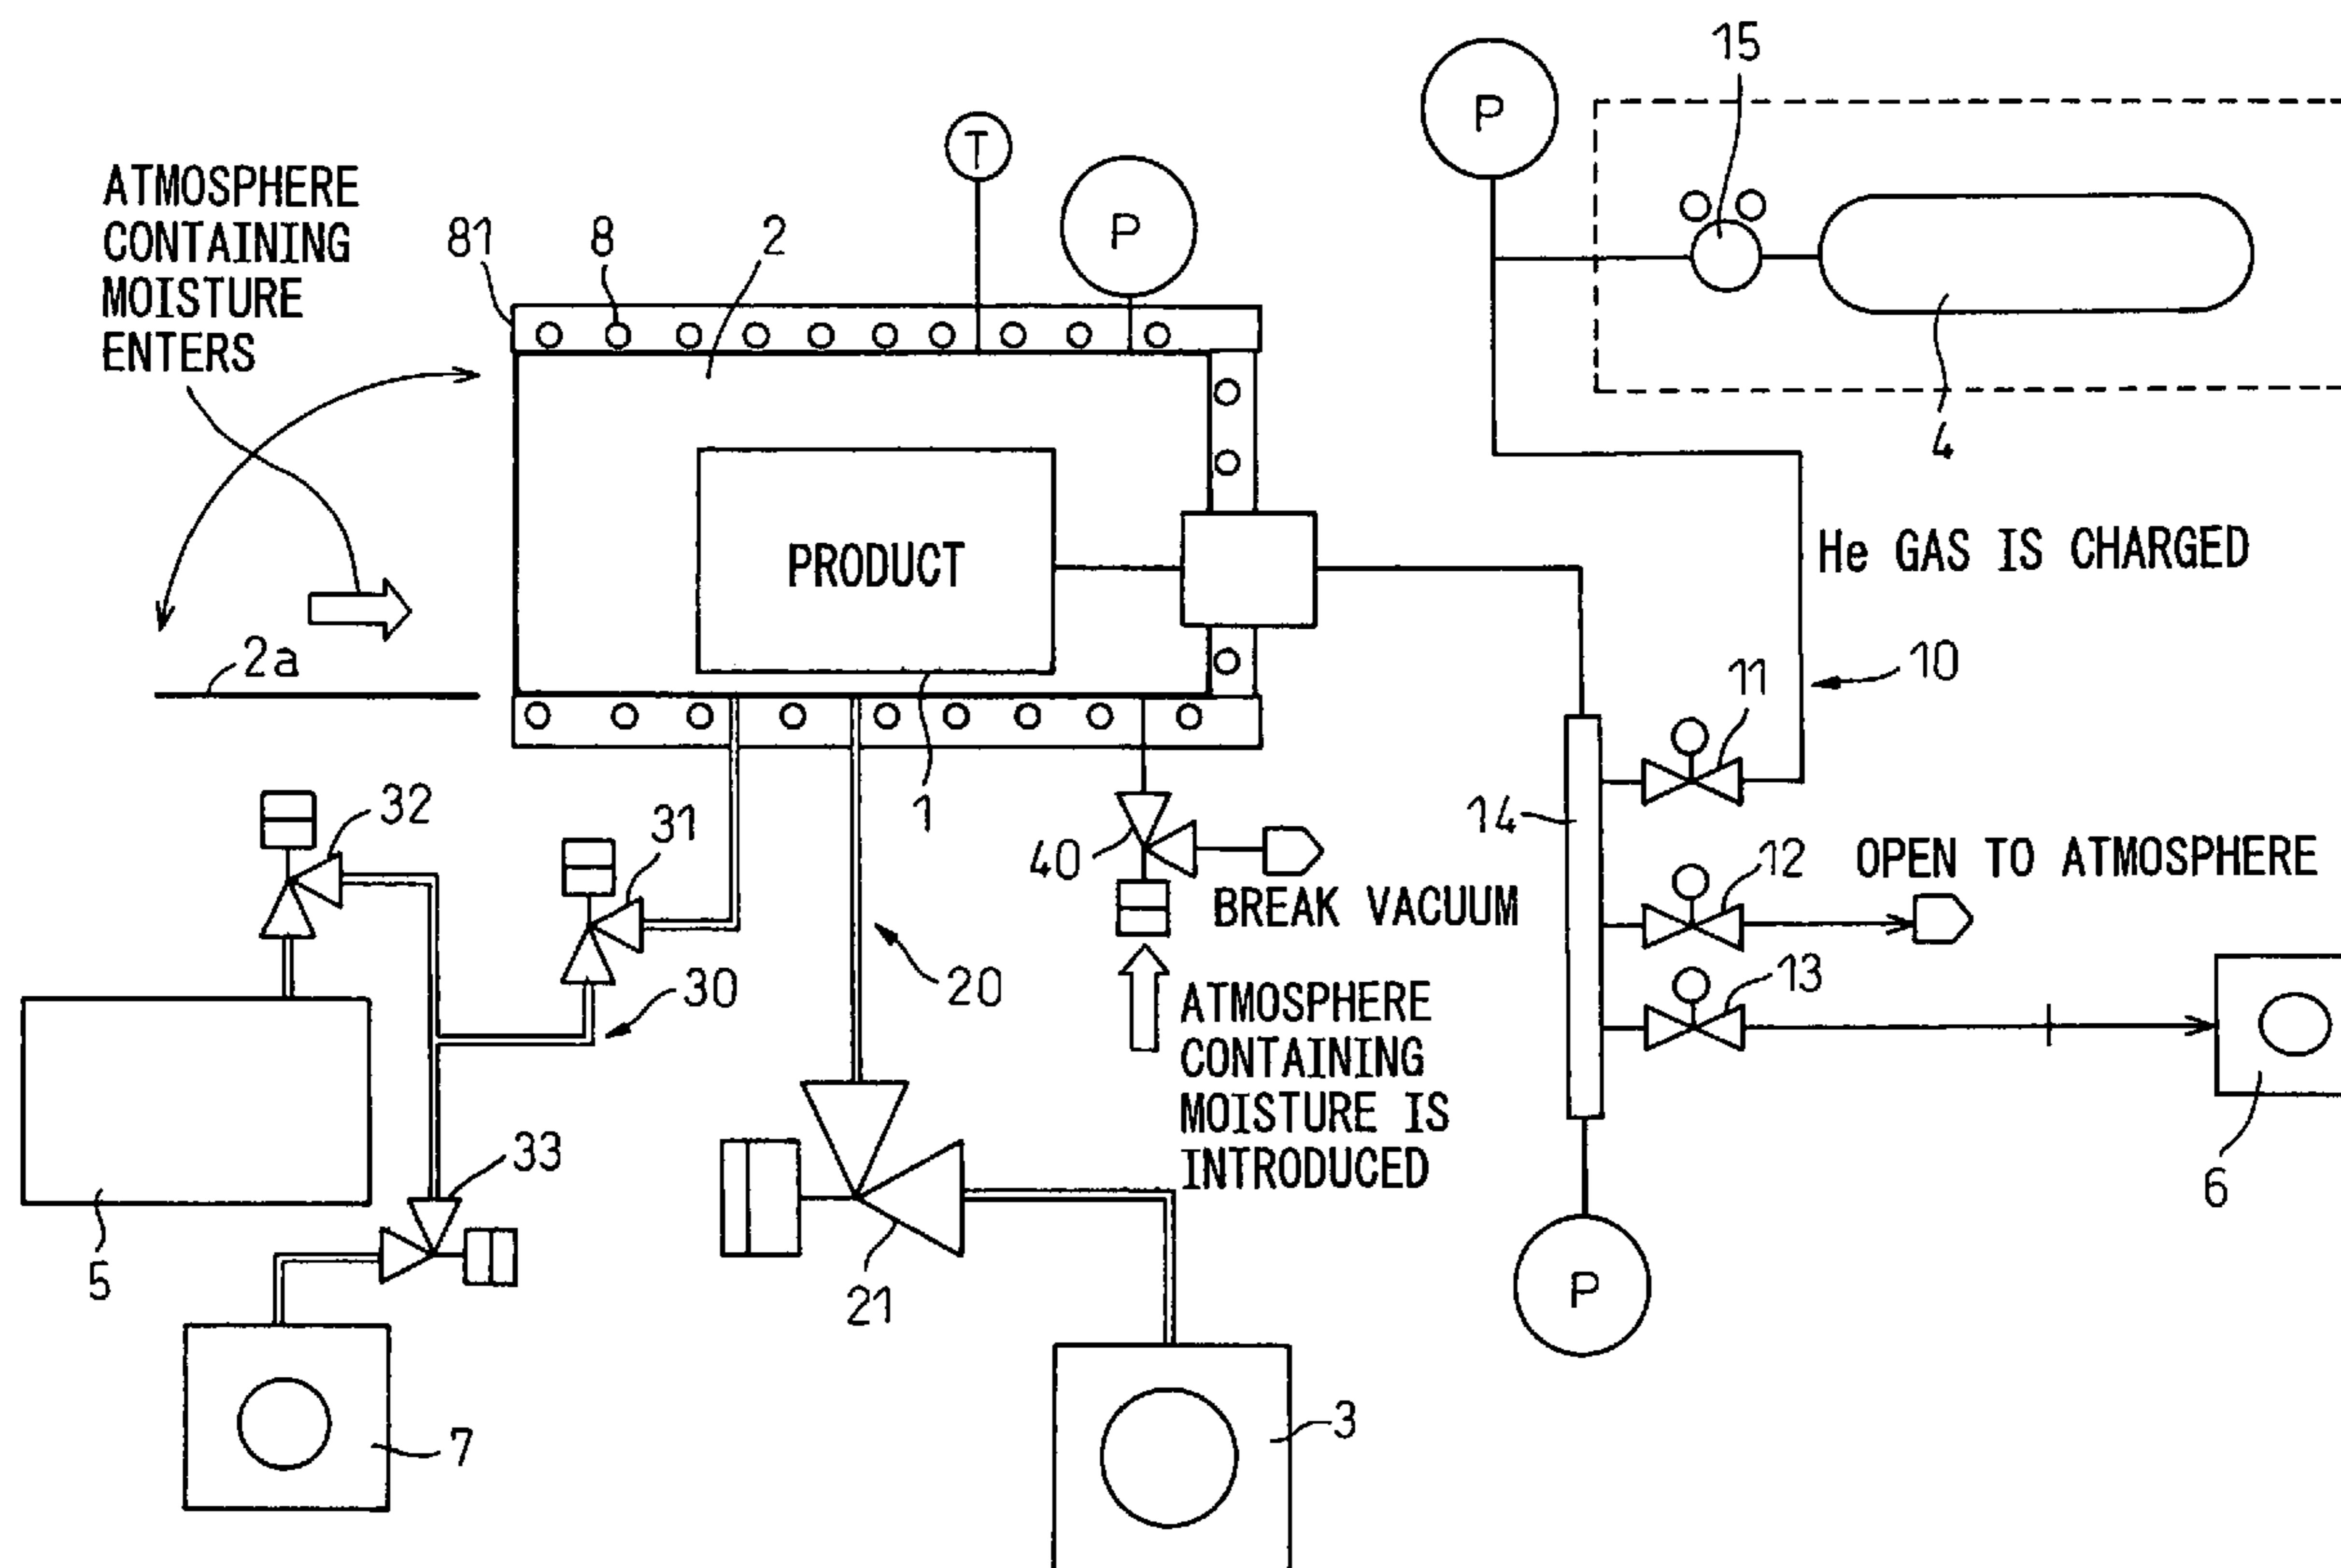 15
P
T
P
ATMOSPHERE
CONTAINING
MOISTURE
ENTERS
81
8
2
4
PRODUCT
He GAS IS CHARGED
2a
11
10
1
32
31
14
40
12
OPEN TO ATMOSPHERE
BREAK VACUUM
30
20
13
ATMOSPHERE
CONTAINING
MOISTURE IS
INTRODUCED
33
6
5
21
P
7
3